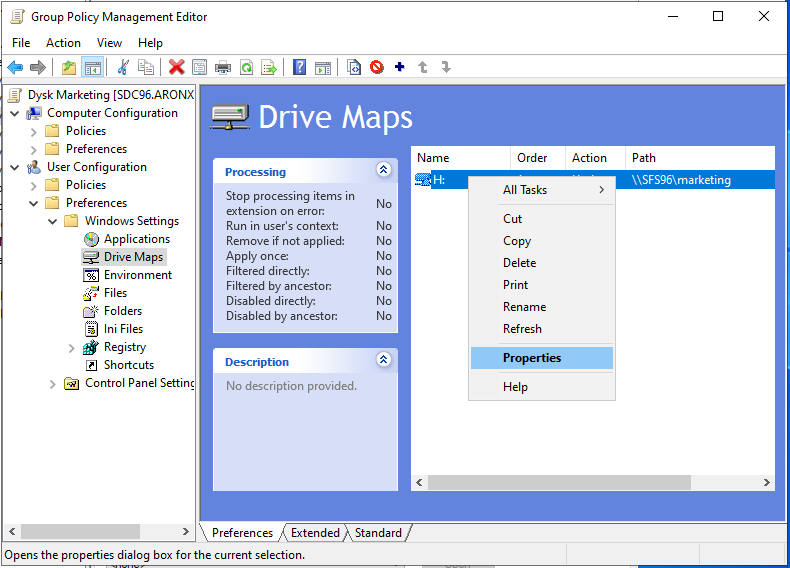 Group Policy Management Editor
File Action View Help
Dysk Marketing [SDC96.ARONX
Computer Configuration
Policies
Preferences
User Configuration
Policies
Preferences
Windows Settings
Applications
Drive Maps
Environment
Files
Folders
Ini Files
Registry
Shortcuts
Control Panel Setting
Drive Maps
Processing
Stop processing items in
extension on error: No
Run in user's context: No
Remove if not applied: No
Apply once: No
Filtered directly: No
Filtered by ancestor: No
Disabled directly: No
Disabled by ancestor: No
Description
No description provided.
Name Order Action Path
H: \\SFS96\marketing
All Tasks
Cut
Copy
Delete
Print
Rename
Refresh
Properties
Help
Preferences Extended Standard
Opens the properties dialog box for the current selection.